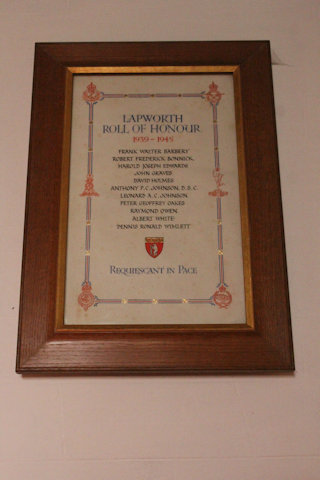 LAPWORTH
ROLL OF HONOUR
1939 – 1945
FRANK WALTER BARBERY
ROBERT FREDERICK BONNICK
HAROLD JOSEPH EDWARDS
JOHN GRAVES
DAVID HOLMES
ANTHONY P.C. JOHNSON, D.S.C.
LEONARD A.C. JOHNSON
PETER GEOFFREY OAKES
RAYMOND OWEN
ALBERT WHITE
DENNIS RONALD WIMLETT
REQUIESCANT IN PACE